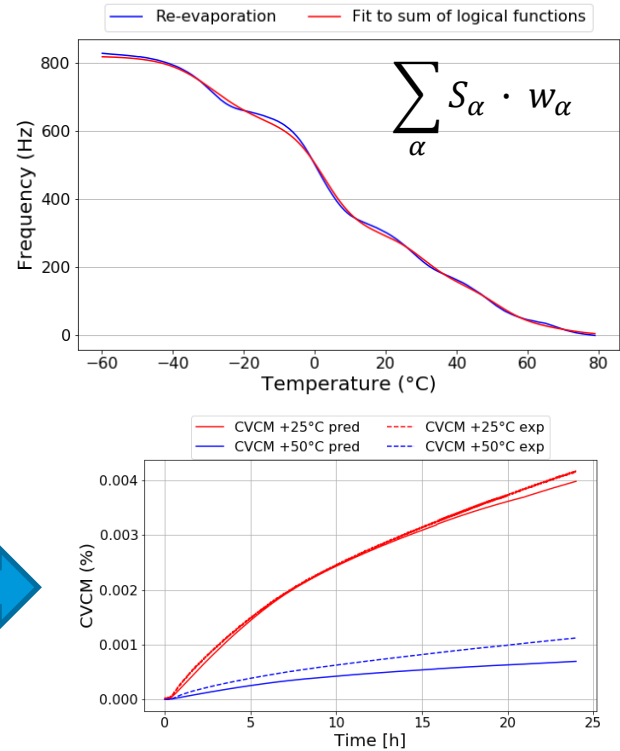 Re-evaporation
Fit to sum of logical functions
∑ S_α · w_α
α
Frequency (Hz)
800
600
400
200
0
−60 −40 −20 0 20 40 60 80
Temperature (°C)
CVCM +25°C pred
CVCM +25°C exp
CVCM +50°C pred
CVCM +50°C exp
CVCM (%)
0.004
0.003
0.002
0.001
0.000
0 5 10 15 20 25
Time [h]